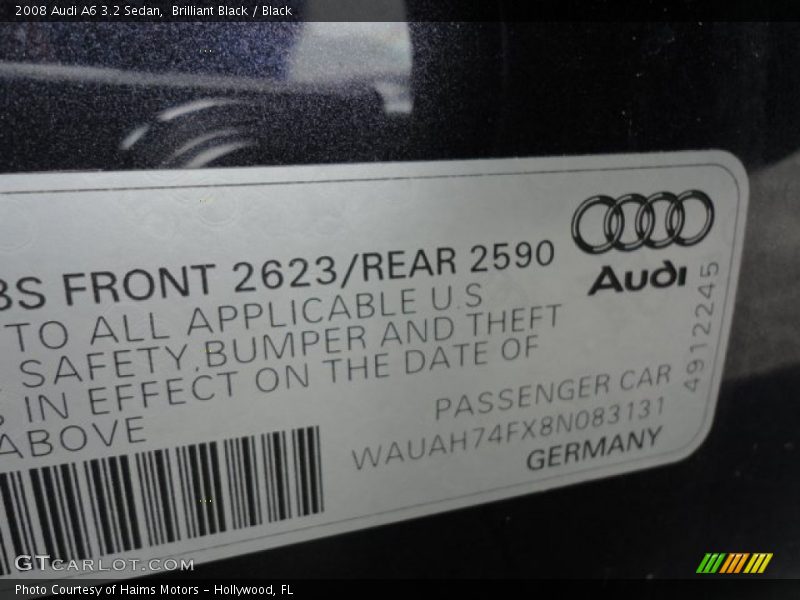 2008 Audi A6 3.2 Sedan, Brilliant Black / Black
BS FRONT 2623/REAR 2590
TO ALL APPLICABLE U.S
SAFETY,BUMPER AND THEFT
IN EFFECT ON THE DATE OF
ABOVE
Audi
4912245
PASSENGER CAR
WAUAH74FX8N083131
GERMANY
GTCARLOT.COM
Photo Courtesy of Haims Motors – Hollywood, FL